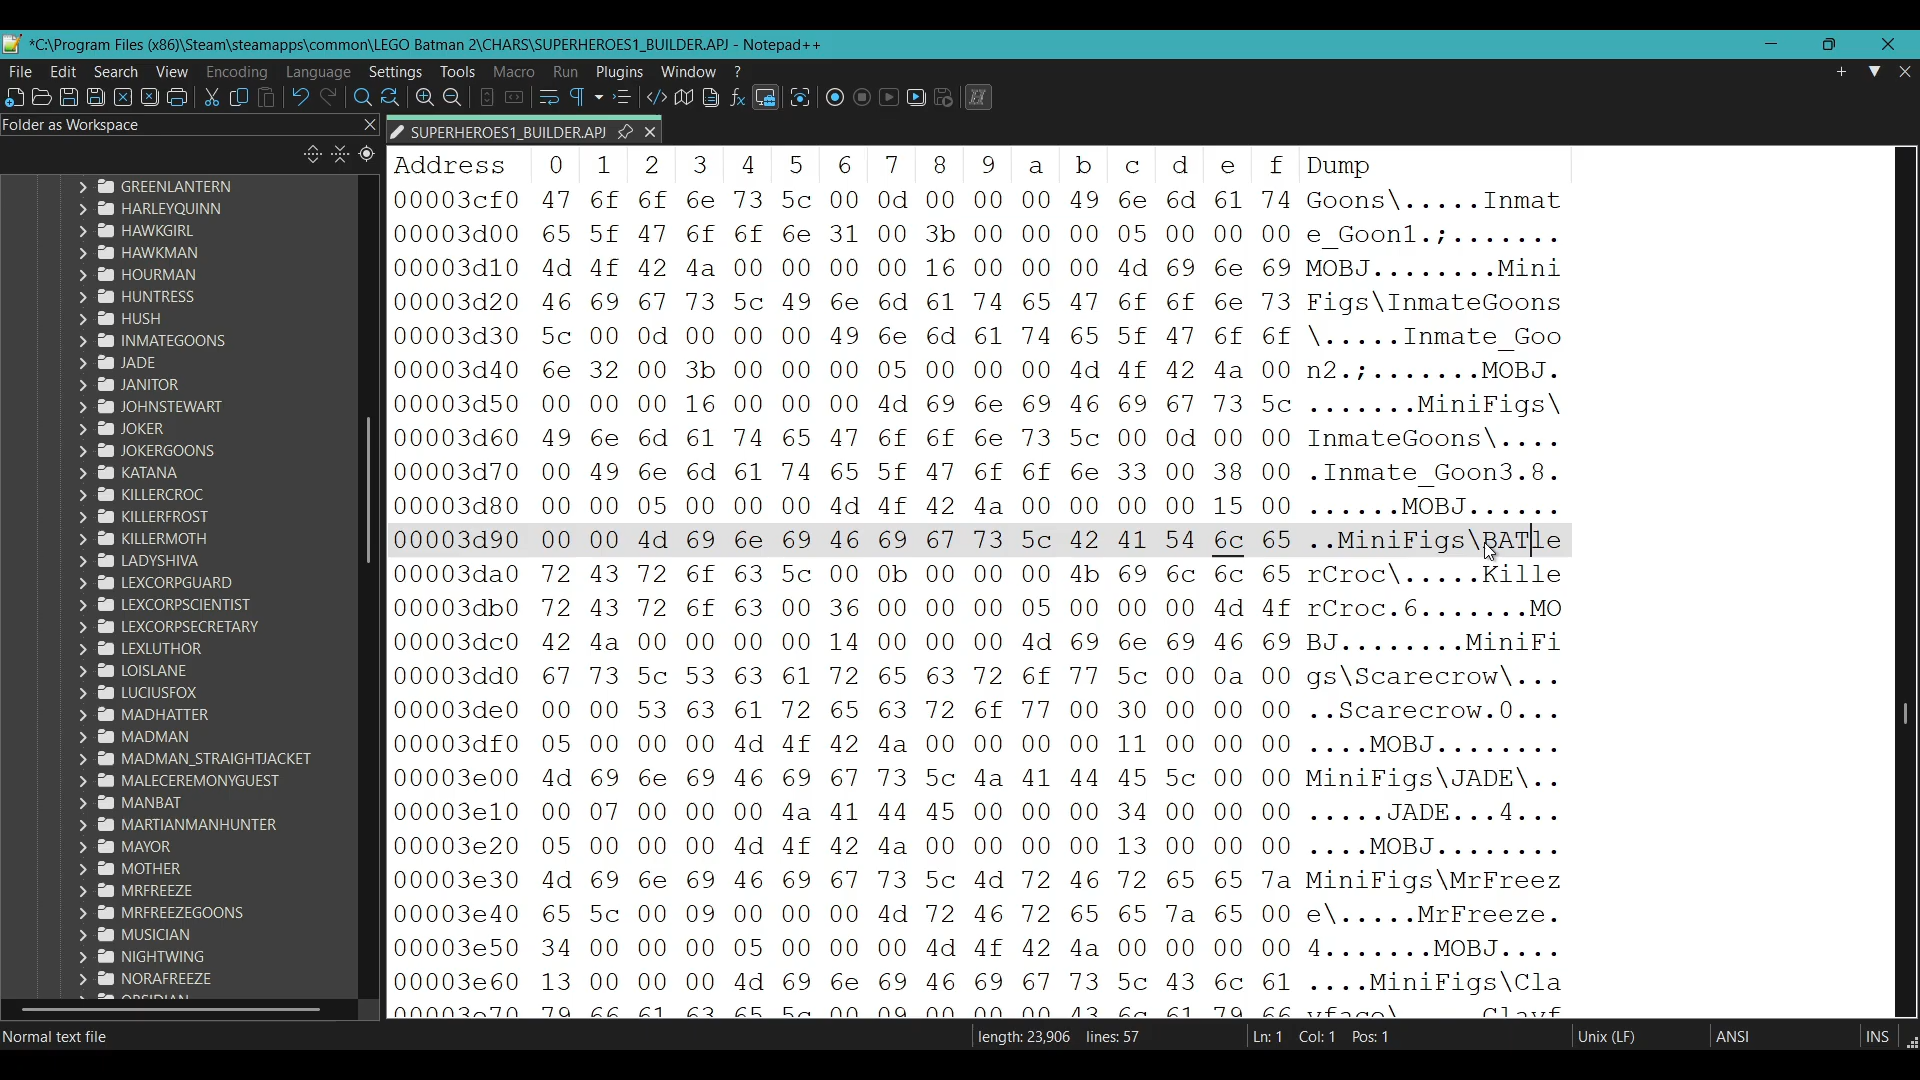 *C:\Program Files (x86)\Steam\steamapps\common\LEGO Batman 2\CHARS\SUPERHEROES1_BUILDER.APJ - Notepad++
File Edit Search View Encoding Language Settings Tools Macro Run Plugins Window ?
Folder as Workspace
SUPERHEROES1_BUILDER.APJ
GREENLANTERN
HARLEYQUINN
HAWKGIRL
HAWKMAN
HOURMAN
HUNTRESS
HUSH
INMATEGOONS
JADE
JANITOR
JOHNSTEWART
JOKER
JOKERGOONS
KATANA
KILLERCROC
KILLERFROST
KILLERMOTH
LADYSHIVA
LEXCORPGUARD
LEXCORPSCIENTIST
LEXCORPSECRETARY
LEXLUTHOR
LOISLANE
LUCIUSFOX
MADHATTER
MADMAN
MADMAN_STRAIGHTJACKET
MALECEREMONYGUEST
MANBAT
MARTIANMANHUNTER
MAYOR
MOTHER
MRFREEZE
MRFREEZEGOONS
MUSICIAN
NIGHTWING
NORAFREEZE
OBSIDIAN
Address 0 1 2 3 4 5 6 7 8 9 a b c d e f Dump
00003cf0 47 6f 6f 6e 73 5c 00 0d 00 00 00 49 6e 6d 61 74 Goons\.....Inmat
00003d00 65 5f 47 6f 6f 6e 31 00 3b 00 00 00 05 00 00 00 e_Goon1.;.......
00003d10 4d 4f 42 4a 00 00 00 00 16 00 00 00 4d 69 6e 69 MOBJ........Mini
00003d20 46 69 67 73 5c 49 6e 6d 61 74 65 47 6f 6f 6e 73 Figs\InmateGoons
00003d30 5c 00 0d 00 00 00 49 6e 6d 61 74 65 5f 47 6f 6f \.....Inmate_Goo
00003d40 6e 32 00 3b 00 00 00 05 00 00 00 4d 4f 42 4a 00 n2.;.......MOBJ.
00003d50 00 00 00 16 00 00 00 4d 69 6e 69 46 69 67 73 5c .......MiniFigs\
00003d60 49 6e 6d 61 74 65 47 6f 6f 6e 73 5c 00 0d 00 00 InmateGoons\....
00003d70 00 49 6e 6d 61 74 65 5f 47 6f 6f 6e 33 00 38 00 .Inmate_Goon3.8.
00003d80 00 00 05 00 00 00 4d 4f 42 4a 00 00 00 00 15 00 ......MOBJ......
00003d90 00 00 4d 69 6e 69 46 69 67 73 5c 42 41 54 6c 65 ..MiniFigs\BATle
00003da0 72 43 72 6f 63 5c 00 0b 00 00 00 4b 69 6c 6c 65 rCroc\.....Kille
00003db0 72 43 72 6f 63 00 36 00 00 00 05 00 00 00 4d 4f rCroc.6.......MO
00003dc0 42 4a 00 00 00 00 14 00 00 00 4d 69 6e 69 46 69 BJ........MiniFi
00003dd0 67 73 5c 53 63 61 72 65 63 72 6f 77 5c 00 0a 00 gs\Scarecrow\...
00003de0 00 00 53 63 61 72 65 63 72 6f 77 00 30 00 00 00 ..Scarecrow.0...
00003df0 05 00 00 00 4d 4f 42 4a 00 00 00 00 11 00 00 00 ....MOBJ........
00003e00 4d 69 6e 69 46 69 67 73 5c 4a 41 44 45 5c 00 00 MiniFigs\JADE\..
00003e10 00 07 00 00 00 4a 41 44 45 00 00 00 34 00 00 00 .....JADE...4...
00003e20 05 00 00 00 4d 4f 42 4a 00 00 00 00 13 00 00 00 ....MOBJ........
00003e30 4d 69 6e 69 46 69 67 73 5c 4d 72 46 72 65 65 7a MiniFigs\MrFreez
00003e40 65 5c 00 09 00 00 00 4d 72 46 72 65 65 7a 65 00 e\.....MrFreeze.
00003e50 34 00 00 00 05 00 00 00 4d 4f 42 4a 00 00 00 00 4.......MOBJ....
00003e60 13 00 00 00 4d 69 6e 69 46 69 67 73 5c 43 6c 61 ....MiniFigs\Cla
00003e70 79 66 61 63 65 5c 00 09 00 00 00 43 6c 61 79 66 yface\.....Clayf
Normal text file length: 23,906 lines: 57 Ln: 1 Col: 1 Pos: 1 Unix (LF) ANSI INS